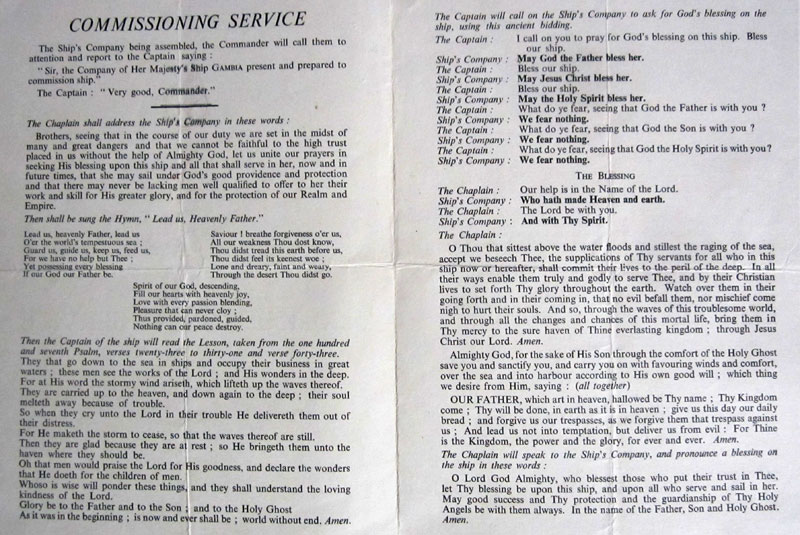 COMMISSIONING SERVICE
The Ship's Company being assembled, the Commander will call them to
attention and report to the Captain saying :
" Sir, the Company of Her Majesty's Ship GAMBIA present and prepared to
commission ship."
The Captain : " Very good, Commander."
The Chaplain shall address the Ship's Company in these words :
Brothers, seeing that in the course of our duty we are set in the midst of
many and great dangers and that we cannot be faithful to the high trust
placed in us without the help of Almighty God, let us unite our prayers in
seeking His blessing upon this ship and all that shall serve in her, now and in
future times, that she may sail under God's good providence and protection
and that there may never be lacking men well qualified to offer to her their
work and skill for His greater glory, and for the protection of our Realm and
Empire.
Then shall be sung the Hymn, " Lead us, Heavenly Father."
Lead us, heavenly Father, lead us
O'er the world's tempestuous sea ;
Guard us, guide us, keep us, feed us,
For we have no help but Thee ;
Yet possessing every blessing
If our God our Father be.
Saviour ! breathe forgiveness o'er us,
All our weakness Thou dost know,
Thou didst tread this earth before us,
Thou didst feel its keenest woe ;
Lone and dreary, faint and weary,
Through the desert Thou didst go.
Spirit of our God, descending,
Fill our hearts with heavenly joy,
Love with every passion blending,
Pleasure that can never cloy ;
Thus provided, pardoned, guided,
Nothing can our peace destroy.
Then the Captain of the ship will read the Lesson, taken from the one hundred
and seventh Psalm, verses twenty-three to thirty-one and verse forty-three.
They that go down to the sea in ships and occupy their business in great
waters ; these men see the works of the Lord ; and His wonders in the deep.
For at His word the stormy wind ariseth, which lifteth up the waves thereof.
They are carried up to the heaven, and down again to the deep ; their soul
melteth away because of trouble.
So when they cry unto the Lord in their trouble He delivereth them out of
their distress.
For He maketh the storm to cease, so that the waves thereof are still.
Then they are glad because they are at rest ; so He bringeth them unto the
haven where they should be.
Oh that men would praise the Lord for His goodness, and declare the wonders
that He doeth for the children of men.
Whoso is wise will ponder these things, and they shall understand the loving
kindness of the Lord.
Glory be to the Father and to the Son ; and to the Holy Ghost
As it was in the beginning ; is now and ever shall be ; world without end. Amen.
The Captain will call on the Ship's Company to ask for God's blessing on the
ship, using this ancient bidding.
The Captain : I call on you to pray for God's blessing on this ship. Bless
our ship.
Ship's Company : May God the Father bless her.
The Captain : Bless our ship.
Ship's Company : May Jesus Christ bless her.
The Captain : Bless our ship.
Ship's Company : May the Holy Spirit bless her.
The Captain : What do ye fear, seeing that God the Father is with you ?
Ship's Company : We fear nothing.
The Captain : What do ye fear, seeing that God the Son is with you ?
Ship's Company : We fear nothing.
The Captain : What do ye fear, seeing that God the Holy Spirit is with you ?
Ship's Company : We fear nothing.
THE BLESSING
The Chaplain : Our help is in the Name of the Lord.
Ship's Company : Who hath made Heaven and earth.
The Chaplain : The Lord be with you.
Ship's Company : And with Thy Spirit.
The Chaplain :
O Thou that sittest above the water floods and stillest the raging of the sea,
accept we beseech Thee, the supplications of Thy servants for all who in this
ship now or hereafter, shall commit their lives to the peril of the deep. In all
their ways enable them truly and godly to serve Thee, and by their Christian
lives to set forth Thy glory throughout the earth. Watch over them in their
going forth and in their coming in, that no evil befall them, nor mischief come
nigh to hurt their souls. And so, through the waves of this troublesome world,
and through all the changes and chances of this mortal life, bring them in
Thy mercy to the sure haven of Thine everlasting kingdom ; through Jesus
Christ our Lord. Amen.
Almighty God, for the sake of His Son through the comfort of the Holy Ghost
save you and sanctify you, and carry you on with favouring winds and comfort,
over the sea and into harbour according to His own good will ; which thing
we desire from Him, saying : (all together)
OUR FATHER, which art in heaven, hallowed be Thy name ; Thy Kingdom
come ; Thy will be done, in earth as it is in heaven ; give us this day our daily
bread ; and forgive us our trespasses, as we forgive them that trespass against
us ; And lead us not into temptation, but deliver us from evil : For Thine
is the Kingdom, the power and the glory, for ever and ever. Amen.
The Chaplain will speak to the Ship's Company, and pronounce a blessing on
the ship in these words :
O Lord God Almighty, who blessest those who put their trust in Thee,
let Thy blessing be upon this ship, and upon all who serve and sail in her.
May good success and Thy protection and the guardianship of Thy Holy
Angels be with them always. In the name of the Father, Son and Holy Ghost.
Amen.